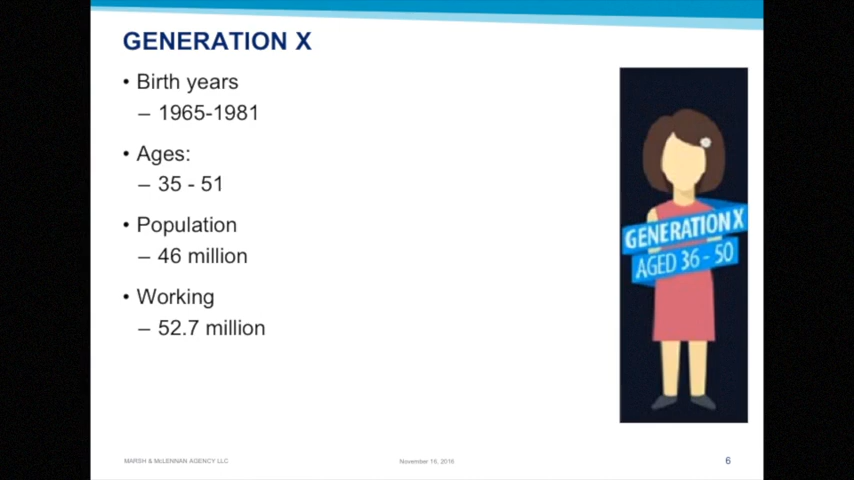 GENERATION X
• Birth years
– 1965-1981
• Ages:
– 35 - 51
• Population
– 46 million
• Working
– 52.7 million
GENERATION X
AGED 36 - 50
MARSH & McLENNAN AGENCY LLC
November 16, 2016
6